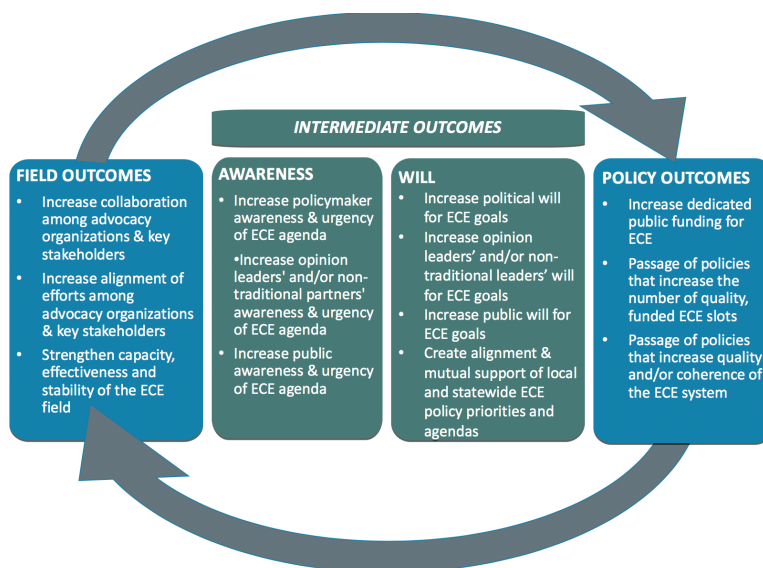 INTERMEDIATE OUTCOMES
FIELD OUTCOMES
• Increase collaboration
among advocacy
organizations & key
stakeholders
• Increase alignment of
efforts among
advocacy organizations
& key stakeholders
• Strengthen capacity,
effectiveness and
stability of the ECE
field
AWARENESS
• Increase policymaker
awareness & urgency
of ECE agenda
•Increase opinion
leaders' and/or non-
traditional partners'
awareness & urgency
of ECE agenda
• Increase public
awareness & urgency
of ECE agenda
WILL
• Increase political will
for ECE goals
• Increase opinion
leaders’ and/or non-
traditional leaders’ will
for ECE goals
• Increase public will for
ECE goals
• Create alignment &
mutual support of local
and statewide ECE
policy priorities and
agendas
POLICY OUTCOMES
• Increase dedicated
public funding for
ECE
• Passage of policies
that increase the
number of quality,
funded ECE slots
• Passage of policies
that increase quality
and/or coherence of
the ECE system